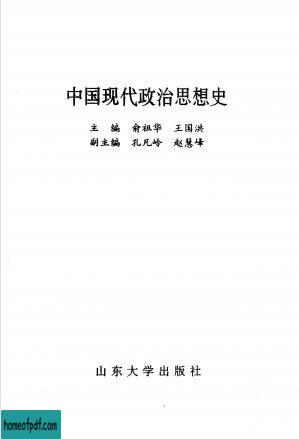 中国现代政治思想史
主 编 俞祖华 王国洪
副主编 孔凡岭 赵慧峰
山东大学出版社
homeofpdf.com